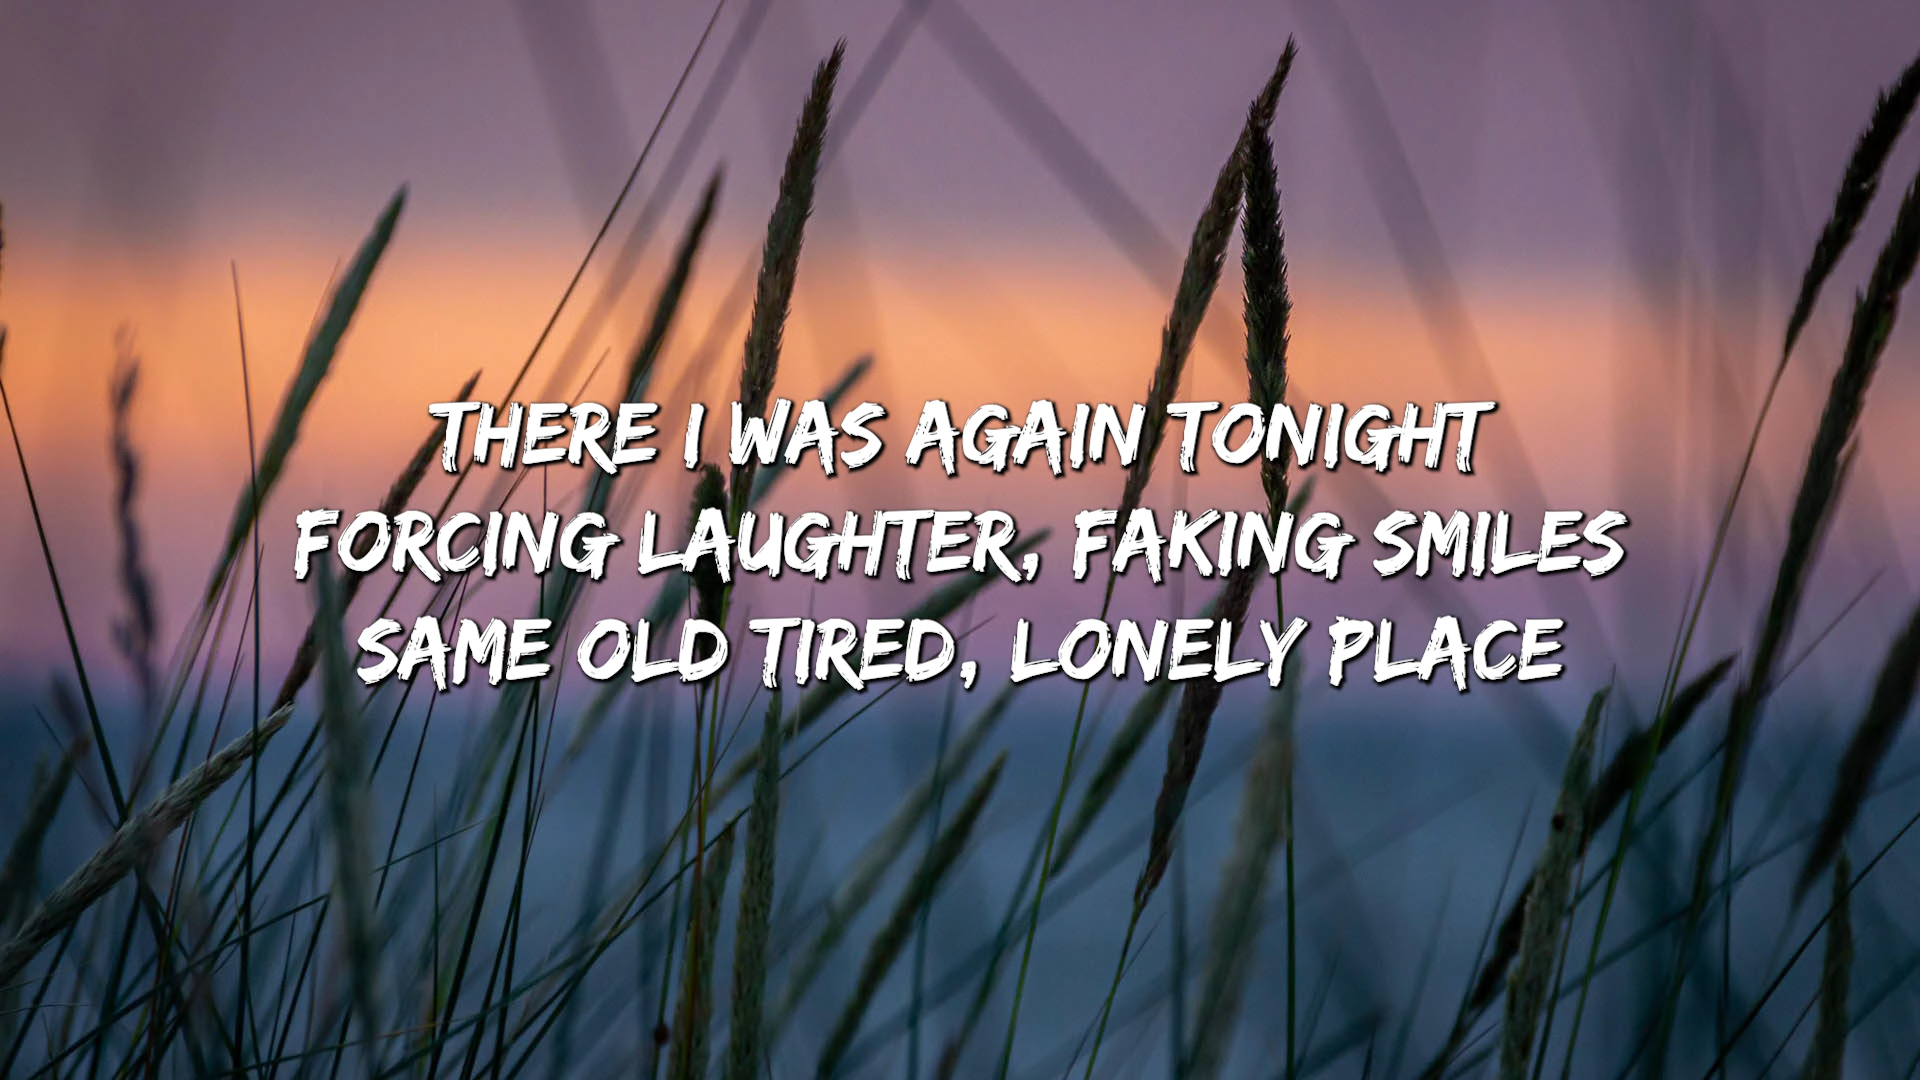 THERE I WAS AGAIN TONIGHT
FORCING LAUGHTER, FAKING SMILES
SAME OLD TIRED, LONELY PLACE